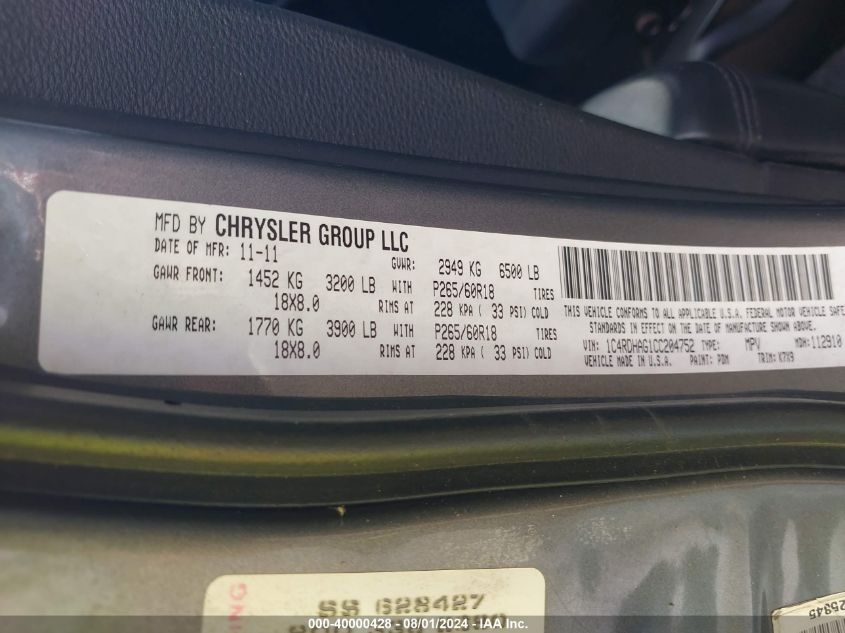 MFD BY CHRYSLER GROUP LLC
DATE OF MFR: 11-11 GVWR: 2949 KG 6500 LB
GAWR FRONT: 1452 KG 3200 LB WITH P265/60R18 TIRES
18X8.0 RIMS AT 228 KPA ( 33 PSI) COLD
GAWR REAR: 1770 KG 3900 LB WITH P265/60R18 TIRES
18X8.0 RIMS AT 228 KPA ( 33 PSI) COLD
THIS VEHICLE CONFORMS TO ALL APPLICABLE U.S.A. FEDERAL MOTOR VEHICLE SAFETY
STANDARDS IN EFFECT ON THE DATE OF MANUFACTURE SHOWN ABOVE.
VIN: 1C4RDHAG1CC204752 TYPE: MPV MDH: 112910
VEHICLE MADE IN U.S.A. PAINT: PDM TRIM: K7X9
SS 628427
25845
000-40000428 - 08/01/2024 - IAA Inc.